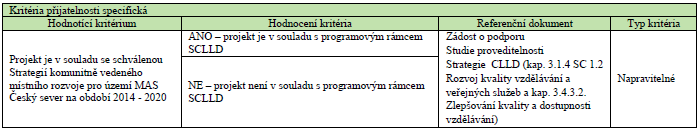 Kritéria přijatelnosti specifická
Hodnotící kritérium
Hodnocení kritéria
Referenční dokument
Typ kritéria
Projekt je v souladu se schválenou
Strategií komunitně vedeného
místního rozvoje pro území MAS
Český sever na období 2014 - 2020
ANO – projekt je v souladu s programovým rámcem
SCLLD
NE – projekt není v souladu s programovým rámcem
SCLLD
Žádost o podporu
Studie proveditelnosti
Strategie CLLD (kap. 3.1.4 SC 1.2
Rozvoj kvality vzdělávání a
veřejných služeb a kap. 3.4.3.2.
Zlepšování kvality a dostupnosti
vzdělávání)
Napravitelné